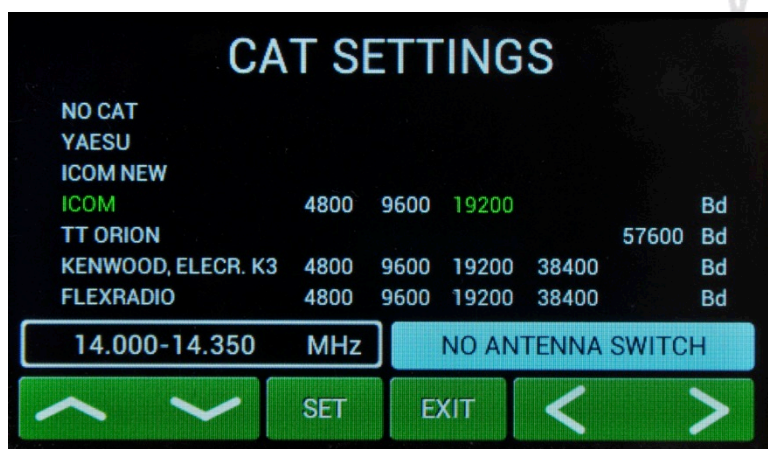 CAT SETTINGS
NO CAT
YAESU
ICOM NEW
ICOM 4800 9600 19200 Bd
TT ORION 57600 Bd
KENWOOD, ELECR. K3 4800 9600 19200 38400 Bd
FLEXRADIO 4800 9600 19200 38400 Bd
14.000-14.350 MHz NO ANTENNA SWITCH
SET EXIT